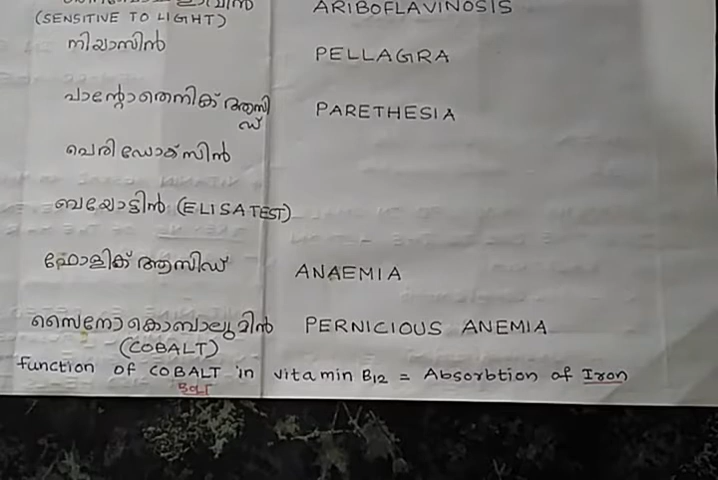 ARIBOFLAVINOSIS
(SENSITIVE TO LIGHT)
നിയാസിൻ PELLAGRA
പാന്റോതെനിക് ആസി
ഡ് PARETHESIA
പെരിഡോക്സിൻ
ബയോട്ടിൻ (ELISA TEST)
ഫോളിക് ആസിഡ് ANAEMIA
സൈനോകൊബാലുമിൻ PERNICIOUS ANEMIA
(COBALT)
function of COBALT in vitamin B12 = Absorbtion of Iron